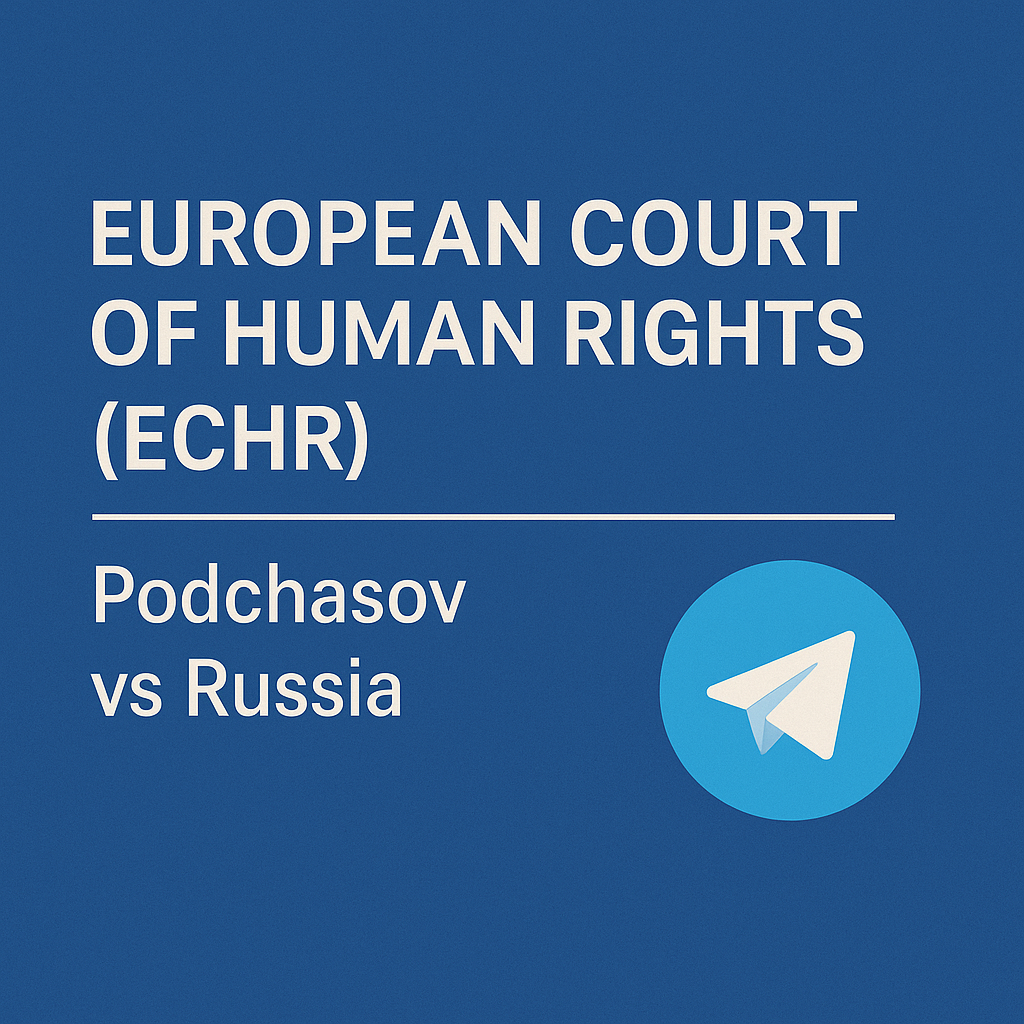 EUROPEAN COURT
OF HUMAN RIGHTS
(ECHR)
Podchasov
vs Russia